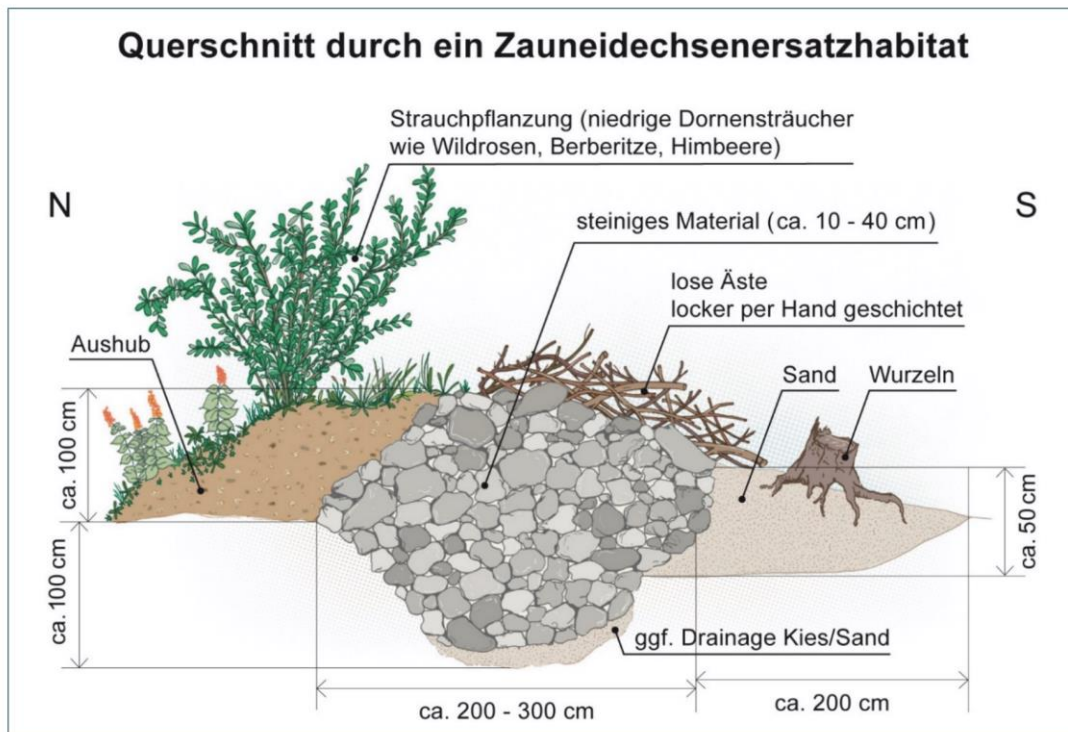 Querschnitt durch ein Zauneidechsenersatzhabitat
Strauchpflanzung (niedrige Dornensträucher
wie Wildrosen, Berberitze, Himbeere)
N
S
steiniges Material (ca. 10 - 40 cm)
lose Äste
locker per Hand geschichtet
Aushub
Sand
Wurzeln
ca. 100 cm
ca. 50 cm
ca. 100 cm
ggf. Drainage Kies/Sand
ca. 200 - 300 cm
ca. 200 cm